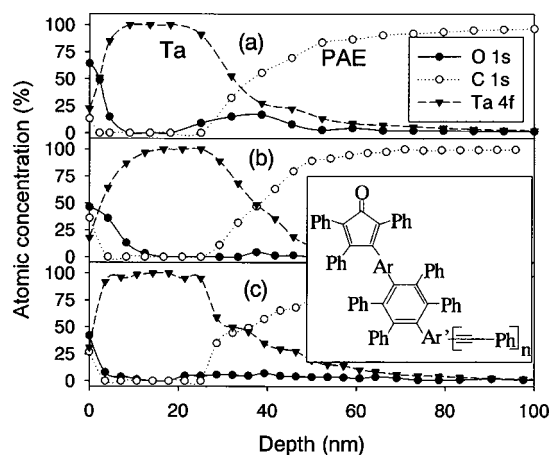 100
75
50
25
0
(a)
Ta
PAE
O 1s
C 1s
Ta 4f
100
75
50
25
0
(b)
100
75
50
25
0
(c)
Atomic concentration (%)
O
Ph
Ph
Ph
Ph
Ar
Ph
Ph
Ph
Ph
Ar'
Ph
n
0
20
40
60
80
100
Depth (nm)